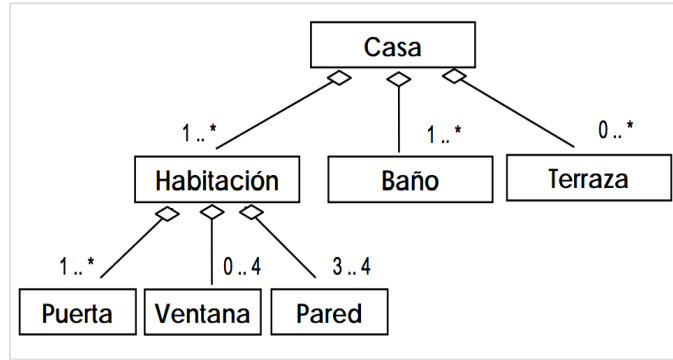 Casa
1 .. *
1 .. *
0 .. *
Habitación
Baño
Terraza
1 .. *
0 .. 4
3 .. 4
Puerta
Ventana
Pared